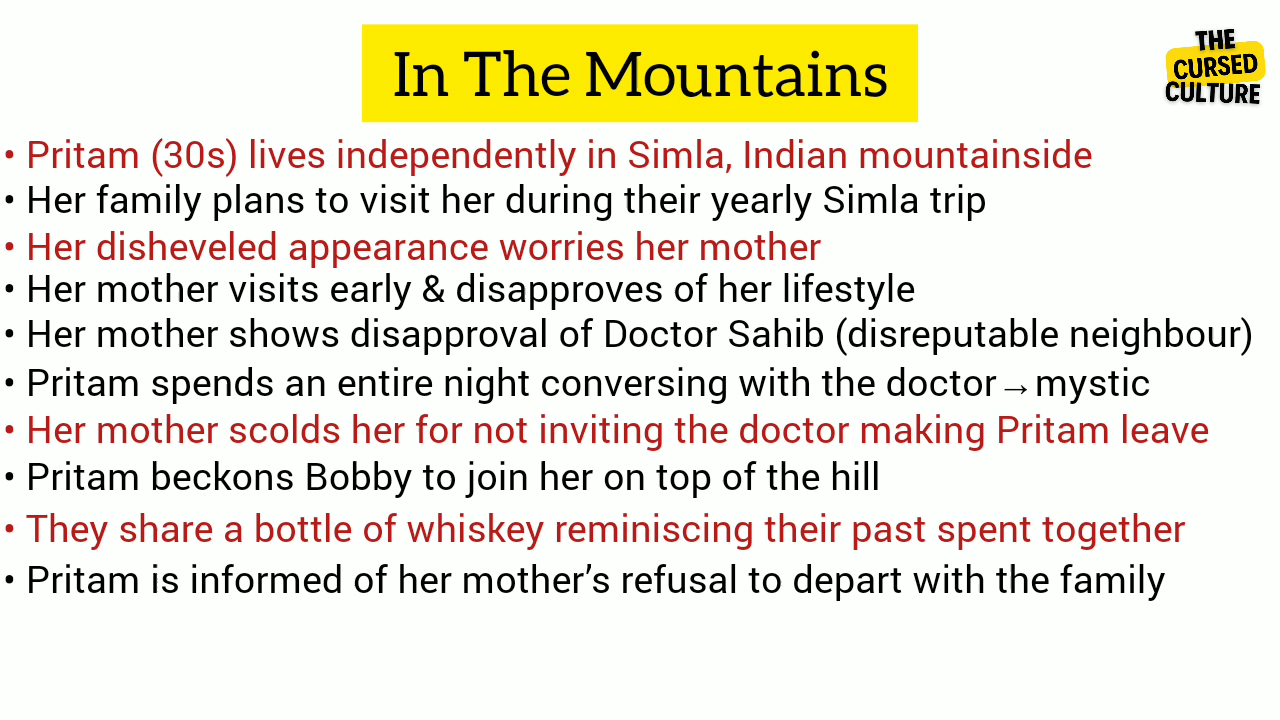 In The Mountains
THE
CURSED
CULTURE
• Pritam (30s) lives independently in Simla, Indian mountainside
• Her family plans to visit her during their yearly Simla trip
• Her disheveled appearance worries her mother
• Her mother visits early & disapproves of her lifestyle
• Her mother shows disapproval of Doctor Sahib (disreputable neighbour)
• Pritam spends an entire night conversing with the doctor→mystic
• Her mother scolds her for not inviting the doctor making Pritam leave
• Pritam beckons Bobby to join her on top of the hill
• They share a bottle of whiskey reminiscing their past spent together
• Pritam is informed of her mother’s refusal to depart with the family